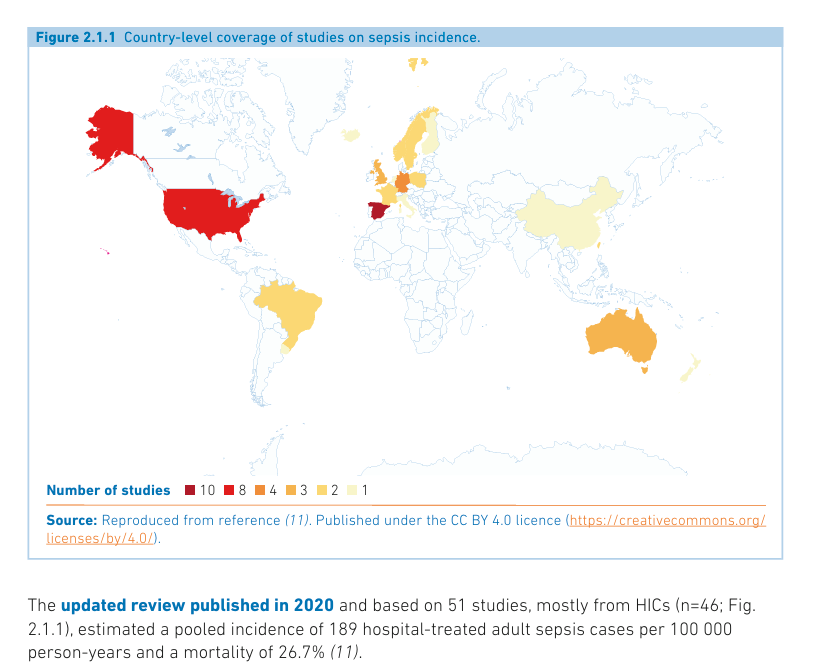 Figure 2.1.1 Country-level coverage of studies on sepsis incidence.
Number of studies 10 8 4 3 2 1
Source: Reproduced from reference (11). Published under the CC BY 4.0 licence (https://creativecommons.org/
licenses/by/4.0/).
The updated review published in 2020 and based on 51 studies, mostly from HICs (n=46; Fig.
2.1.1), estimated a pooled incidence of 189 hospital-treated adult sepsis cases per 100 000
person-years and a mortality of 26.7% (11).